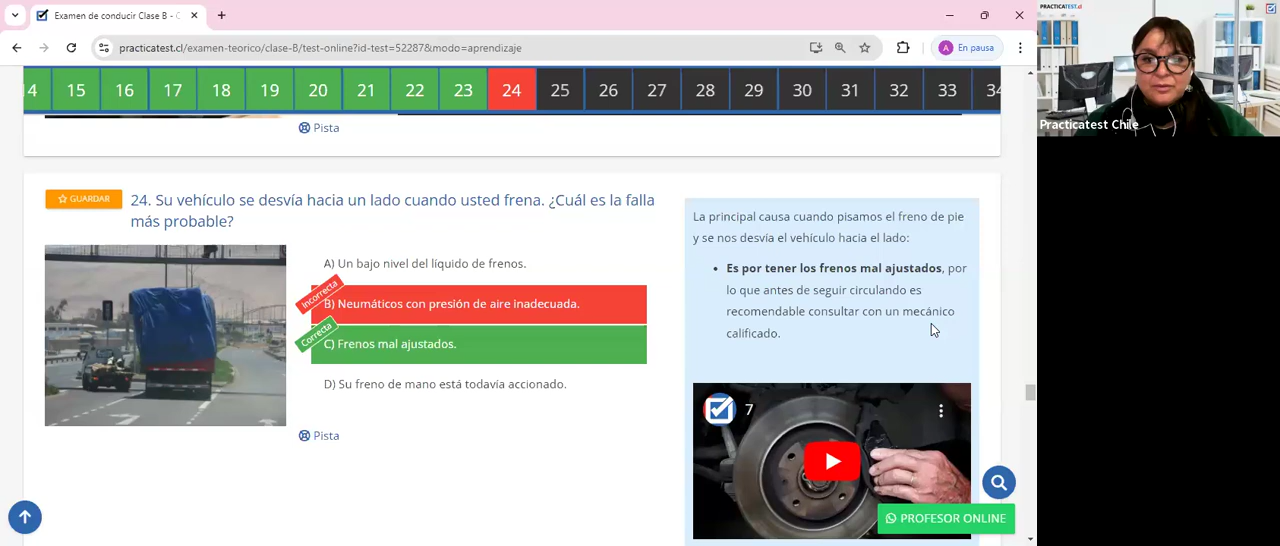 Examen de conducir Clase B - C
practicatest.cl/examen-teorico/clase-B/test-online?id-test=52287&modo=aprendizaje
A En pausa
PRACTICATEST.cl
Practicatest Chile
14 15 16 17 18 19 20 21 22 23 24 25 26 27 28 29 30 31 32 33 34
Pista
GUARDAR
24. Su vehículo se desvía hacia un lado cuando usted frena. ¿Cuál es la falla
más probable?
A) Un bajo nivel del líquido de frenos.
Incorrecta
B) Neumáticos con presión de aire inadecuada.
Correcta
C) Frenos mal ajustados.
D) Su freno de mano está todavía accionado.
Pista
La principal causa cuando pisamos el freno de pie
y se nos desvía el vehículo hacia el lado:
• Es por tener los frenos mal ajustados, por
lo que antes de seguir circulando es
recomendable consultar con un mecánico
calificado.
7
PROFESOR ONLINE